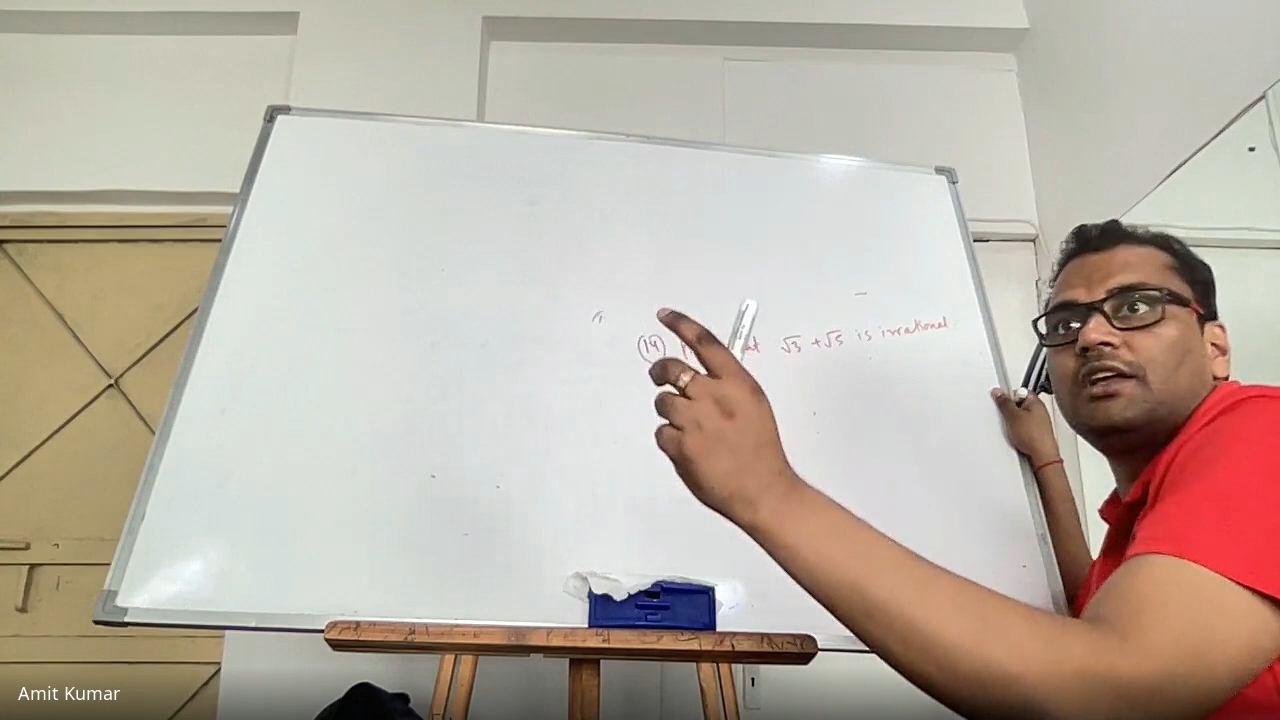 (14) at √3 + √5 is irrational
Amit Kumar